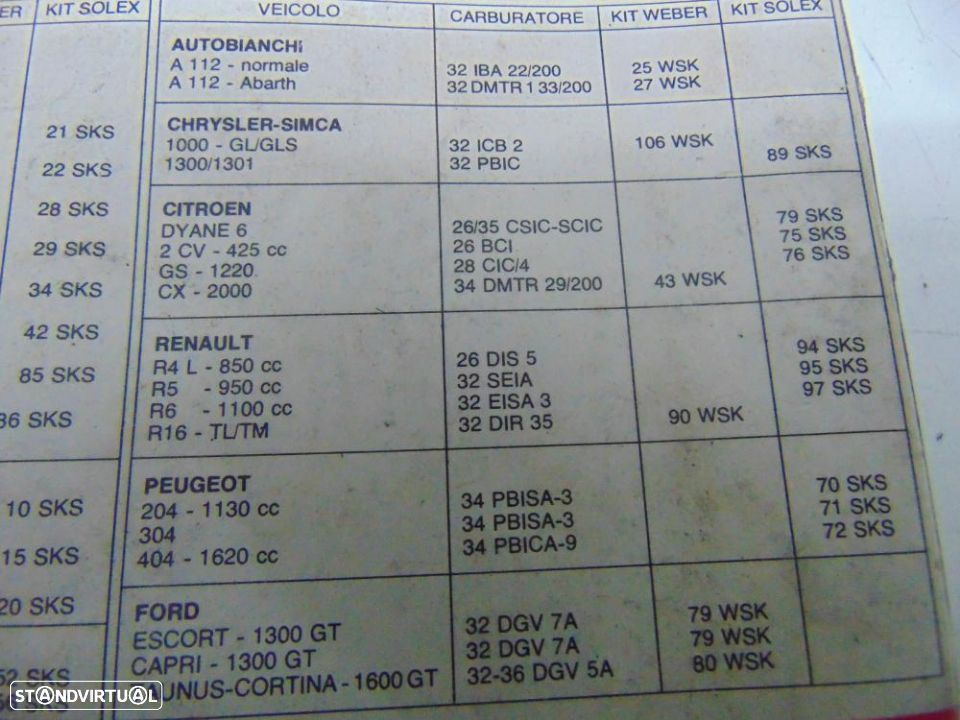 ER KIT SOLEX VEICOLO CARBURATORE KIT WEBER KIT SOLEX
AUTOBIANCHI
A 112 - normale 32 IBA 22/200 25 WSK
A 112 - Abarth 32 DMTR 1 33/200 27 WSK
21 SKS CHRYSLER-SIMCA
1000 - GL/GLS 32 ICB 2 106 WSK
22 SKS 1300/1301 32 PBIC 89 SKS
28 SKS CITROEN
DYANE 6 26/35 CSIC-SCIC 79 SKS
29 SKS 2 CV - 425 cc 26 BCI 75 SKS
GS - 1220 28 CIC/4 76 SKS
34 SKS CX - 2000 34 DMTR 29/200 43 WSK
42 SKS RENAULT
R4 L - 850 cc 26 DIS 5 94 SKS
85 SKS R5 - 950 cc 32 SEIA 95 SKS
R6 - 1100 cc 32 EISA 3 97 SKS
86 SKS R16 - TL/TM 32 DIR 35 90 WSK
PEUGEOT
10 SKS 204 - 1130 cc 34 PBISA-3 70 SKS
304 34 PBISA-3 71 SKS
15 SKS 404 - 1620 cc 34 PBICA-9 72 SKS
20 SKS FORD
ESCORT - 1300 GT 32 DGV 7A 79 WSK
52 SKS CAPRI - 1300 GT 32 DGV 7A 79 WSK
UNUS-CORTINA - 1600 GT 32-36 DGV 5A 80 WSK
SKS
STANDVIRTUAL